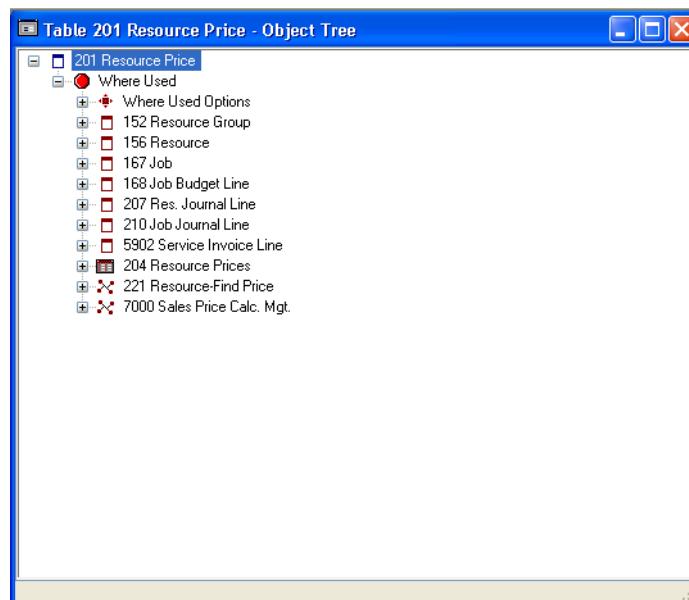 Table 201 Resource Price - Object Tree
201 Resource Price
Where Used
Where Used Options
152 Resource Group
156 Resource
167 Job
168 Job Budget Line
207 Res. Journal Line
210 Job Journal Line
5902 Service Invoice Line
204 Resource Prices
221 Resource-Find Price
7000 Sales Price Calc. Mgt.